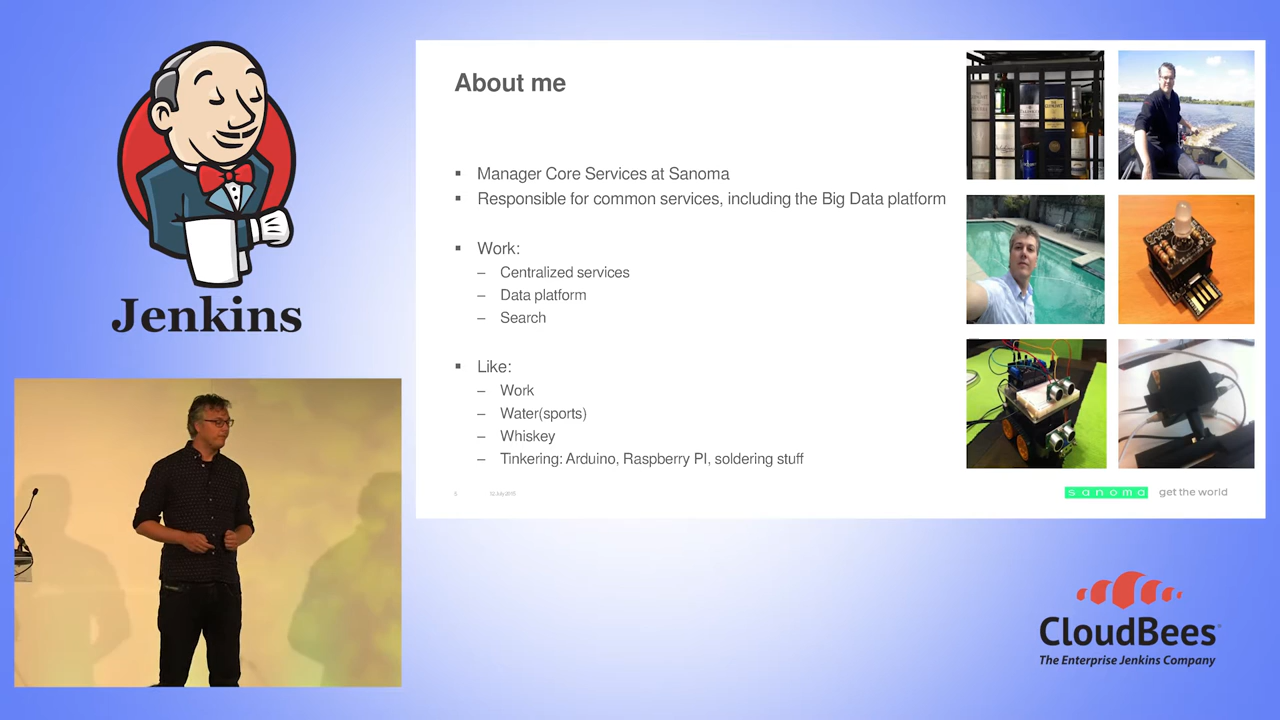 Jenkins
About me
▪ Manager Core Services at Sanoma
▪ Responsible for common services, including the Big Data platform
▪ Work:
– Centralized services
– Data platform
– Search
▪ Like:
– Work
– Water(sports)
– Whiskey
– Tinkering: Arduino, Raspberry PI, soldering stuff
5
sanoma get the world
CloudBees
The Enterprise Jenkins Company